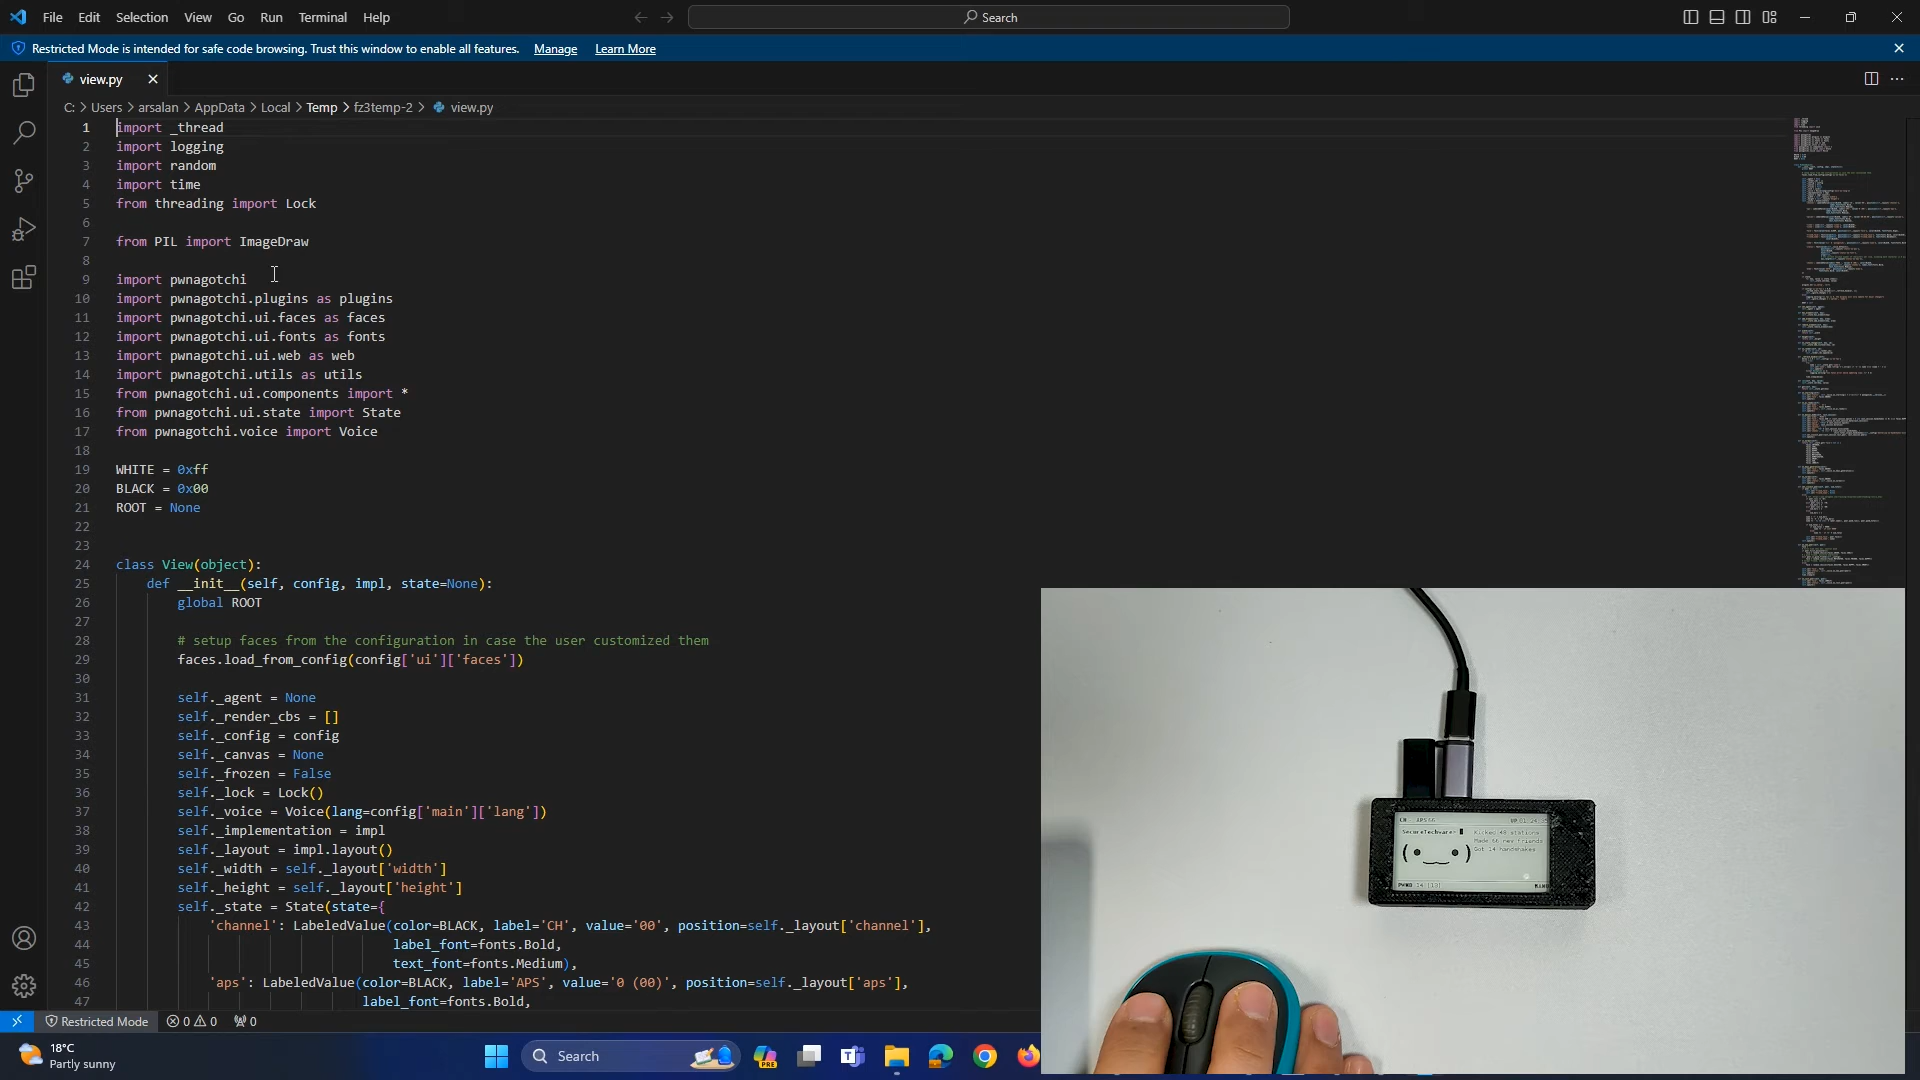 File Edit Selection View Go Run Terminal Help
Search
Restricted Mode is intended for safe code browsing. Trust this window to enable all features. Manage Learn More
view.py
C: > Users > arsalan > AppData > Local > Temp > fz3temp-2 > view.py
1 import _thread
2 import logging
3 import random
4 import time
5 from threading import Lock
6
7 from PIL import ImageDraw
8
9 import pwnagotchi
10 import pwnagotchi.plugins as plugins
11 import pwnagotchi.ui.faces as faces
12 import pwnagotchi.ui.fonts as fonts
13 import pwnagotchi.ui.web as web
14 import pwnagotchi.utils as utils
15 from pwnagotchi.ui.components import *
16 from pwnagotchi.ui.state import State
17 from pwnagotchi.voice import Voice
18
19 WHITE = 0xff
20 BLACK = 0x00
21 ROOT = None
22
23
24 class View(object):
25 def __init__(self, config, impl, state=None):
26 global ROOT
27
28 # setup faces from the configuration in case the user customized them
29 faces.load_from_config(config['ui']['faces'])
30
31 self._agent = None
32 self._render_cbs = []
33 self._config = config
34 self._canvas = None
35 self._frozen = False
36 self._lock = Lock()
37 self._voice = Voice(lang=config['main']['lang'])
38 self._implementation = impl
39 self._layout = impl.layout()
40 self._width = self._layout['width']
41 self._height = self._layout['height']
42 self._state = State(state={
43 'channel': LabeledValue(color=BLACK, label='CH', value='00', position=self._layout['channel'],
44 label_font=fonts.Bold,
45 text_font=fonts.Medium),
46 'aps': LabeledValue(color=BLACK, label='APS', value='0 (00)', position=self._layout['aps'],
47 label_font=fonts.Bold,
SecureTechware>
Kicked 49 stations
new friends
Got 14 handshakes
Restricted Mode 0 0 0
18°C
Partly sunny
Search
PRE